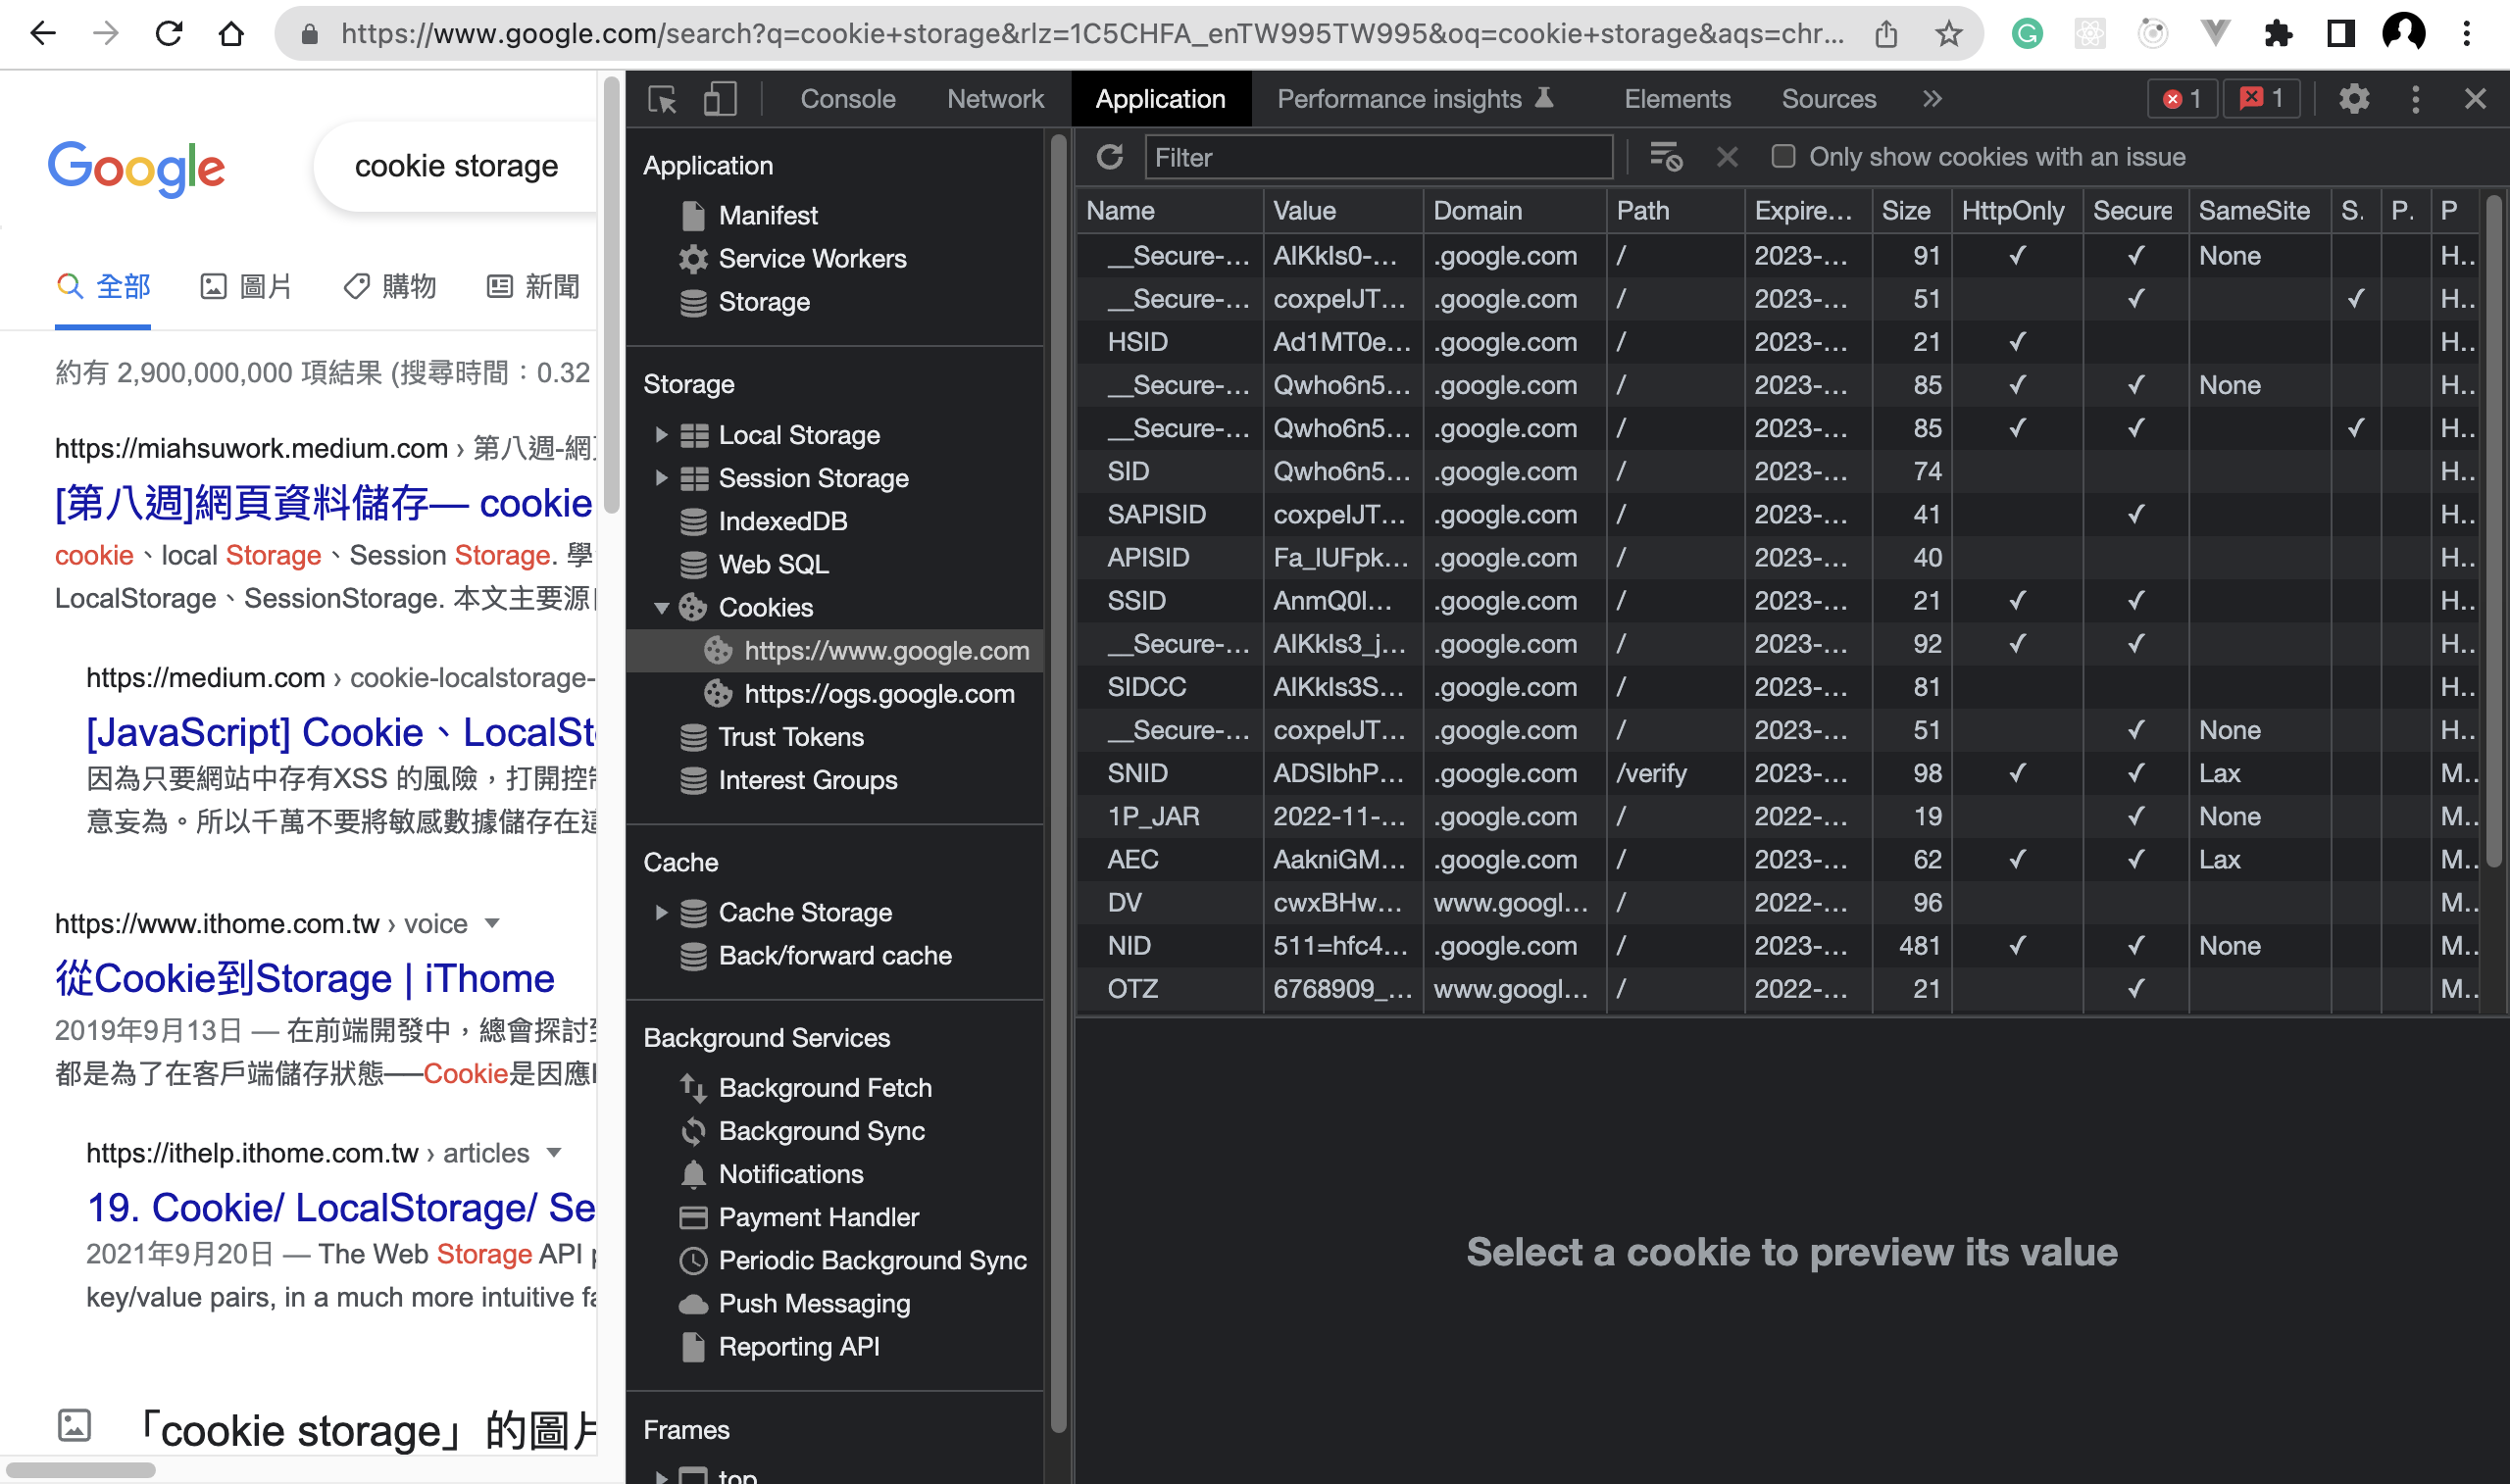 https://www.google.com/search?q=cookie+storage&rlz=1C5CHFA_enTW995TW995&oq=cookie+storage&aqs=chr...
Google
cookie storage
全部 圖片 購物 新聞
約有 2,900,000,000 項結果 (搜尋時間：0.32
https://miahsuwork.medium.com › 第八週-網
[第八週]網頁資料儲存— cookie
cookie、local Storage、Session Storage. 學
LocalStorage、SessionStorage. 本文主要源
https://medium.com › cookie-localstorage-
[JavaScript] Cookie、LocalSt
因為只要網站中存有XSS 的風險，打開控
意妄為。所以千萬不要將敏感數據儲存在這
https://www.ithome.com.tw › voice
從Cookie到Storage | iThome
2019年9月13日 — 在前端開發中，總會探討
都是為了在客戶端儲存狀態──Cookie是因應
https://ithelp.ithome.com.tw › articles
19. Cookie/ LocalStorage/ Se
2021年9月20日 — The Web Storage API
key/value pairs, in a much more intuitive
「cookie storage」的圖片
Console Network Application Performance insights Elements Sources 1 1
Application
Manifest
Service Workers
Storage
Storage
Local Storage
Session Storage
IndexedDB
Web SQL
Cookies
https://www.google.com
https://ogs.google.com
Trust Tokens
Interest Groups
Cache
Cache Storage
Back/forward cache
Background Services
Background Fetch
Background Sync
Notifications
Payment Handler
Periodic Background Sync
Push Messaging
Reporting API
Frames
top
Filter Only show cookies with an issue
Name Value Domain Path Expire... Size HttpOnly Secure SameSite S. P. P
__Secure-... AIKkIs0-... .google.com / 2023-... 91 ✓ ✓ None H..
__Secure-... coxpeIJT... .google.com / 2023-... 51 ✓ ✓ H..
HSID Ad1MT0e... .google.com / 2023-... 21 ✓ H..
__Secure-... Qwho6n5... .google.com / 2023-... 85 ✓ ✓ None H..
__Secure-... Qwho6n5... .google.com / 2023-... 85 ✓ ✓ ✓ H..
SID Qwho6n5... .google.com / 2023-... 74 H..
SAPISID coxpeIJT... .google.com / 2023-... 41 ✓ H..
APISID Fa_lUFpk... .google.com / 2023-... 40 H..
SSID AnmQ0l... .google.com / 2023-... 21 ✓ ✓ H..
__Secure-... AIKkIs3_j... .google.com / 2023-... 92 ✓ ✓ H..
SIDCC AIKkIs3S... .google.com / 2023-... 81 H..
__Secure-... coxpeIJT... .google.com / 2023-... 51 ✓ None H..
SNID ADSIbhP... .google.com /verify 2023-... 98 ✓ ✓ Lax M..
1P_JAR 2022-11-... .google.com / 2022-... 19 ✓ None M..
AEC AakniGM... .google.com / 2023-... 62 ✓ ✓ Lax M..
DV cwxBHw... www.googl... / 2022-... 96 M..
NID 511=hfc4... .google.com / 2023-... 481 ✓ ✓ None M..
OTZ 6768909_... www.googl... / 2022-... 21 ✓ M..
Select a cookie to preview its value